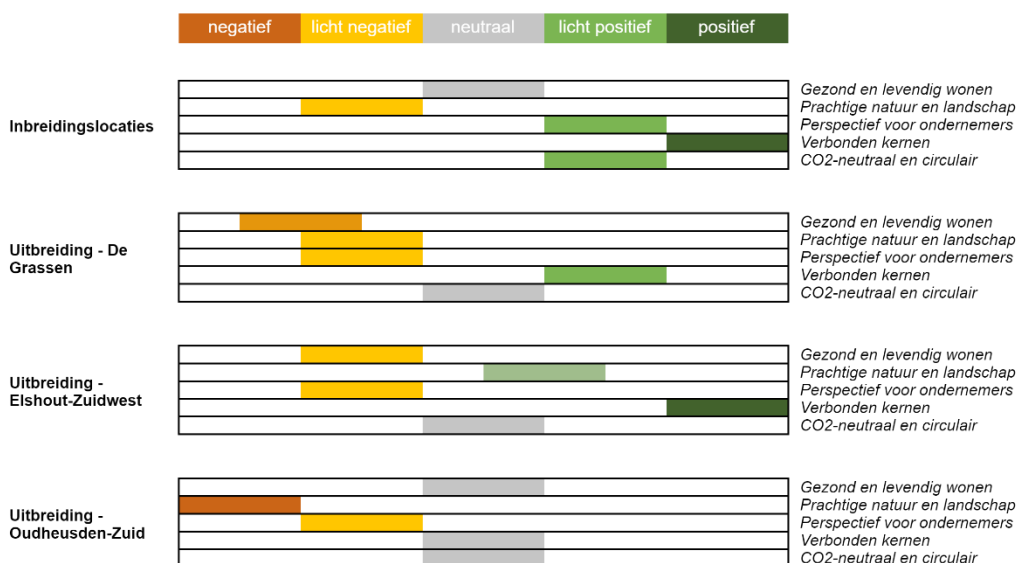 negatief licht negatief neutraal licht positief positief
Inbreidingslocaties
Gezond en levendig wonen
Prachtige natuur en landschap
Perspectief voor ondernemers
Verbonden kernen
CO2-neutraal en circulair
Uitbreiding - De
Grassen
Gezond en levendig wonen
Prachtige natuur en landschap
Perspectief voor ondernemers
Verbonden kernen
CO2-neutraal en circulair
Uitbreiding -
Elshout-Zuidwest
Gezond en levendig wonen
Prachtige natuur en landschap
Perspectief voor ondernemers
Verbonden kernen
CO2-neutraal en circulair
Uitbreiding -
Oudheusden-Zuid
Gezond en levendig wonen
Prachtige natuur en landschap
Perspectief voor ondernemers
Verbonden kernen
CO2-neutraal en circulair